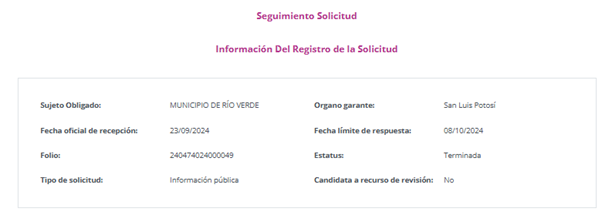 Seguimiento Solicitud
Información Del Registro de la Solicitud
Sujeto Obligado: MUNICIPIO DE RÍO VERDE Organo garante: San Luis Potosí
Fecha oficial de recepción: 23/09/2024 Fecha límite de respuesta: 08/10/2024
Folio: 240474024000049 Estatus: Terminada
Tipo de solicitud: Información pública Candidata a recurso de revisión: No